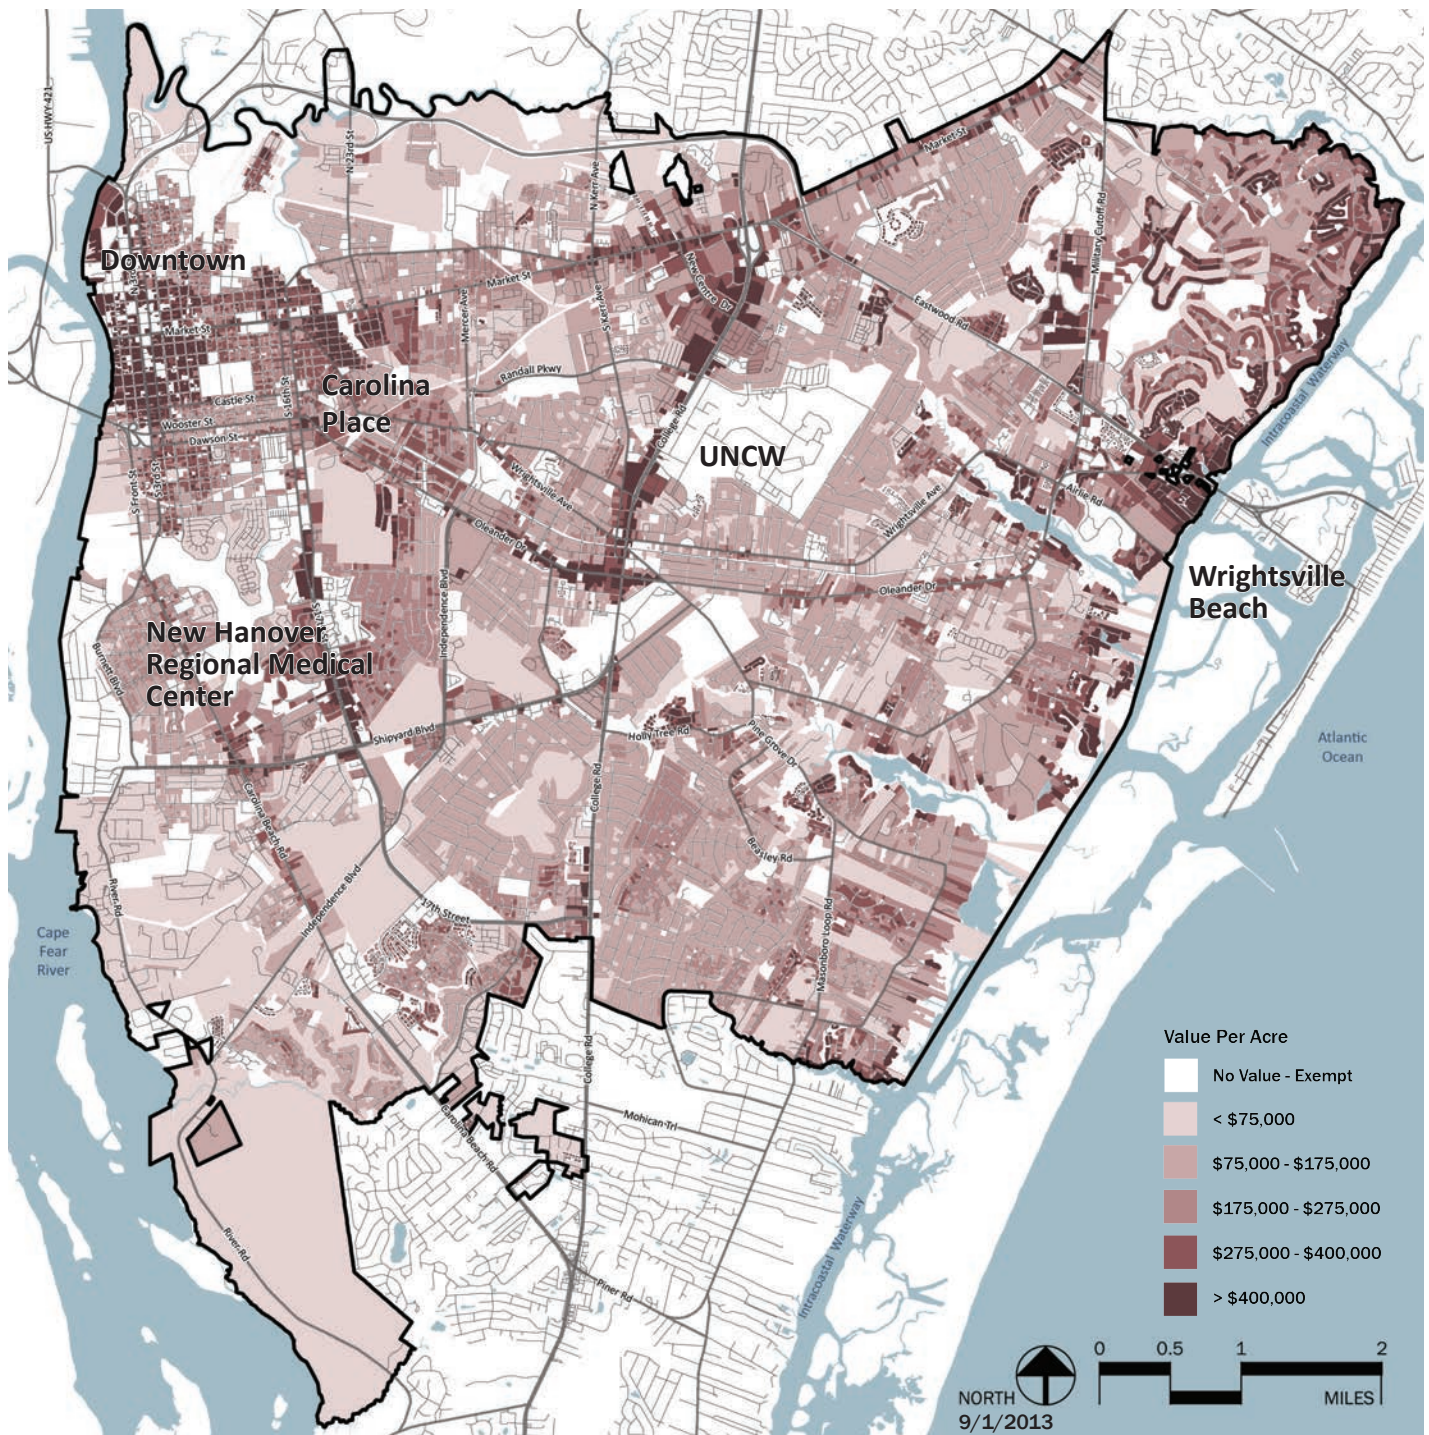 US HWY 421
N 23rd St
N Kerr Ave
Market St
Military Cutoff Rd
Downtown
N 3rd
Market St
Mercer Ave
Market St
S Kerr Ave
New Centre Dr
Eastwood Rd
Intracoastal Waterway
Carolina
Place
Randall Pkwy
S 16th St
Castle St
Wooster St
Dawson St
College Rd
UNCW
S Front St
S 3rd St
Wrightsville Ave
Wrightsville Ave
Airlie Rd
Oleander Dr
Oleander Dr
Independence Blvd
Wrightsville
Beach
S 17th St
New Hanover
Regional Medical
Center
Burnett Blvd
Shipyard Blvd
Holly Tree Rd
Pine Grove Dr
Atlantic
Ocean
College Rd
Carolina Beach Rd
Beasley Rd
River Rd
Independence Blvd
17th Street
Masonboro Loop Rd
Cape
Fear
River
College Rd
Carolina Beach Rd
Mohican Trl
River Rd
Piner Rd
Intracoastal Waterway
Value Per Acre
No Value - Exempt
< $75,000
$75,000 - $175,000
$175,000 - $275,000
$275,000 - $400,000
> $400,000
0 0.5 1 2
NORTH
MILES
9/1/2013